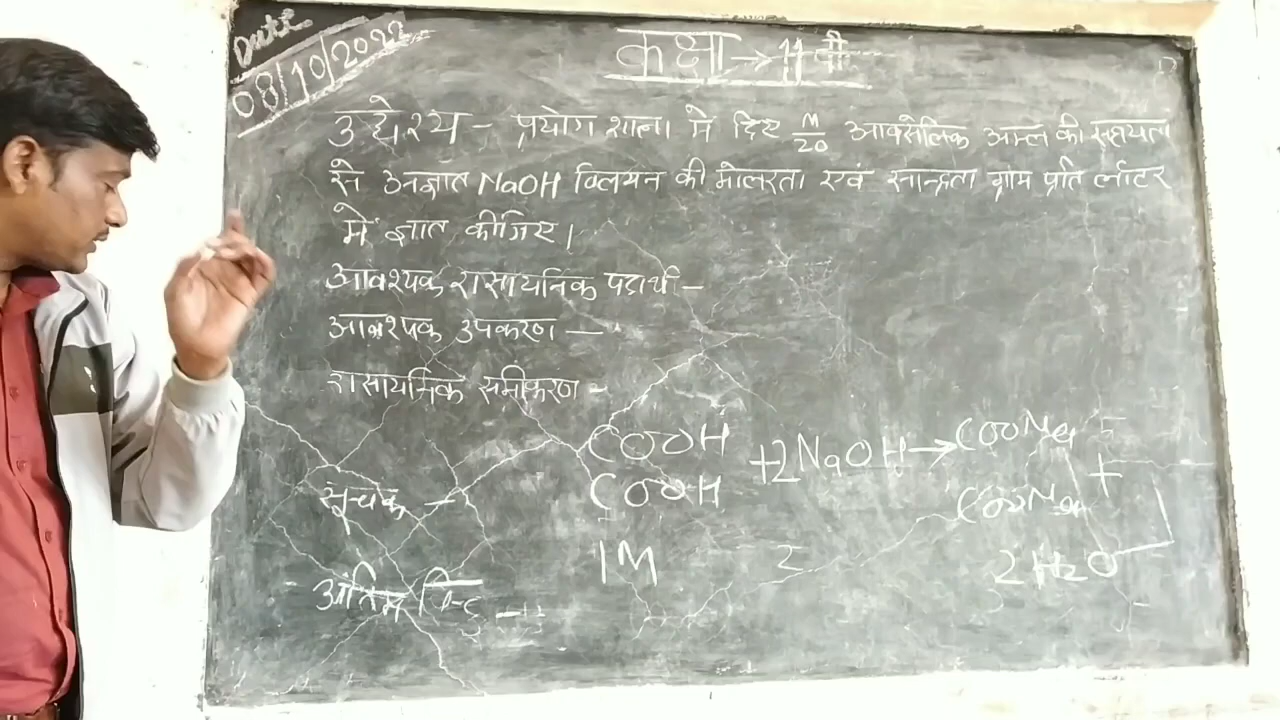 Date
08/10/2022
कक्षा → 11 वी
उद्देश्य - प्रयोग शाला में दिए M/20 आक्सेलिक अम्ल की सहायता
से अज्ञात NaOH विलयन की मोलरता एवं सान्द्रता ग्राम प्रति लीटर
में ज्ञात कीजिए।
आवश्यक रासायनिक पदार्थ -
आवश्यक उपकरण -
रासायनिक समीकरण -
COOH + 2NaOH → COONa +
COOH COONa
सूचक -
1M 2 2H2O
अंतिम बिन्दु -